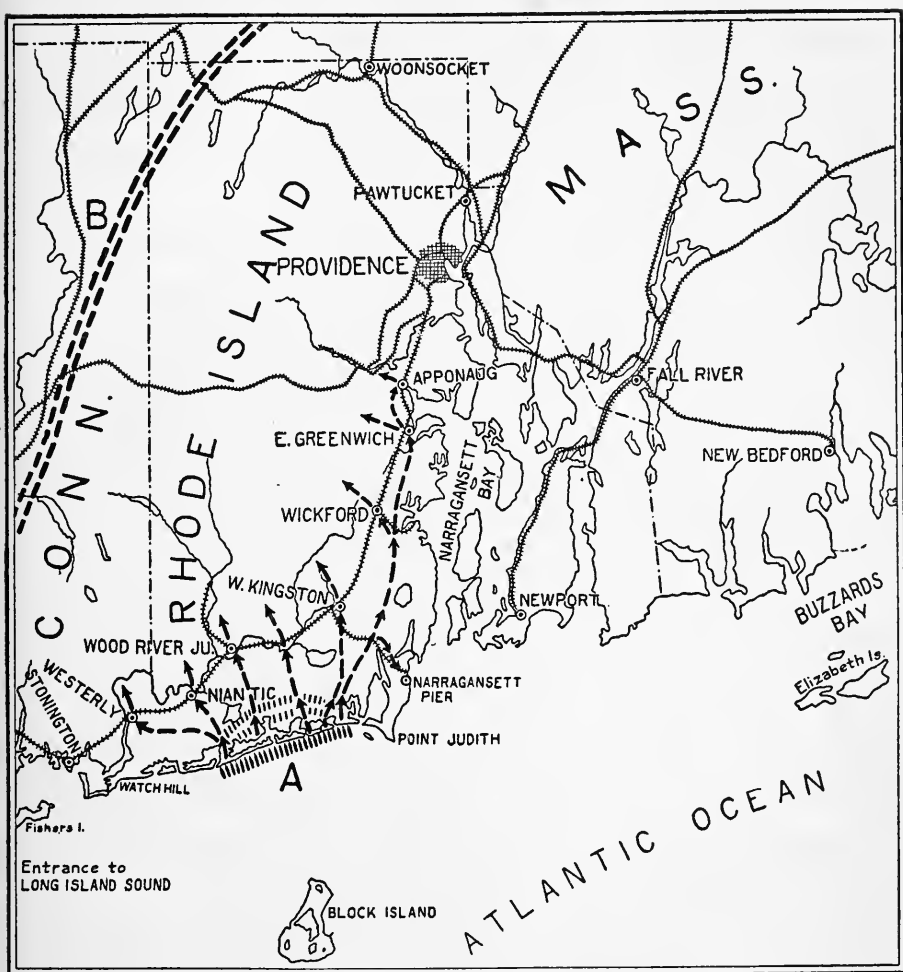 WOONSOCKET
MASS.
PAWTUCKET
B
PROVIDENCE
RHODE ISLAND
APPONAUG
FALL RIVER
E. GREENWICH
CONN.
NARRAGANSETT
BAY
NEW BEDFORD
WICKFORD
W. KINGSTON
NEWPORT
BUZZARDS
BAY
WOOD RIVER JU.
Elizabeth Is.
WESTERLY
STONINGTON
NIANTIC
NARRAGANSETT
PIER
POINT JUDITH
WATCH HILL
A
Fishers I.
ATLANTIC OCEAN
Entrance to
LONG ISLAND SOUND
BLOCK ISLAND